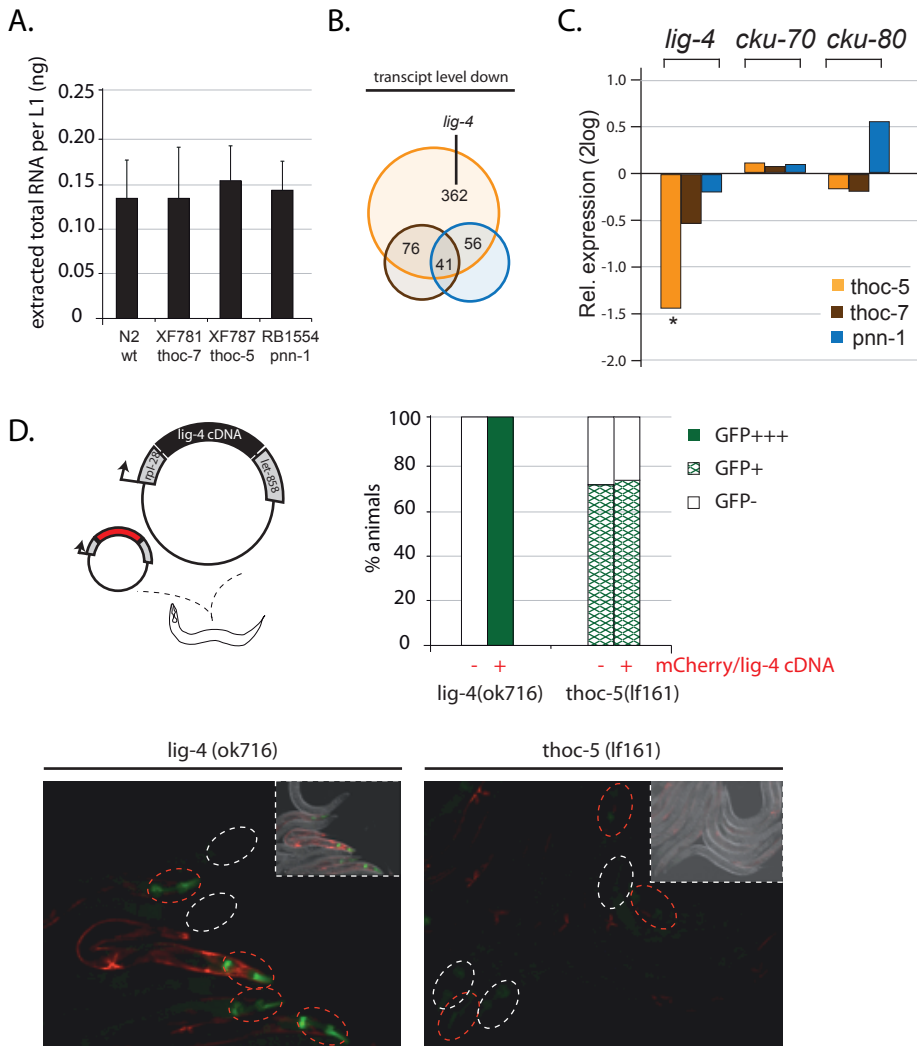 A.
extracted total RNA per L1 (ng)
0.25
0.20
0.15
0.10
0.05
0
N2
wt
XF781
thoc-7
XF787
thoc-5
RB1554
pnn-1
B.
transcipt level down
lig-4
362
76
56
41
C.
lig-4 cku-70 cku-80
Rel. expression (2log)
1.0
0.5
0
-0.5
-1.0
-1.5
-2.0
*
thoc-5
thoc-7
pnn-1
D.
lig-4 cDNA
rpl-28
let-858
% animals
100
80
60
40
20
0
GFP+++
GFP+
GFP-
- + - + mCherry/lig-4 cDNA
lig-4(ok716) thoc-5(lf161)
lig-4 (ok716)
thoc-5 (lf161)